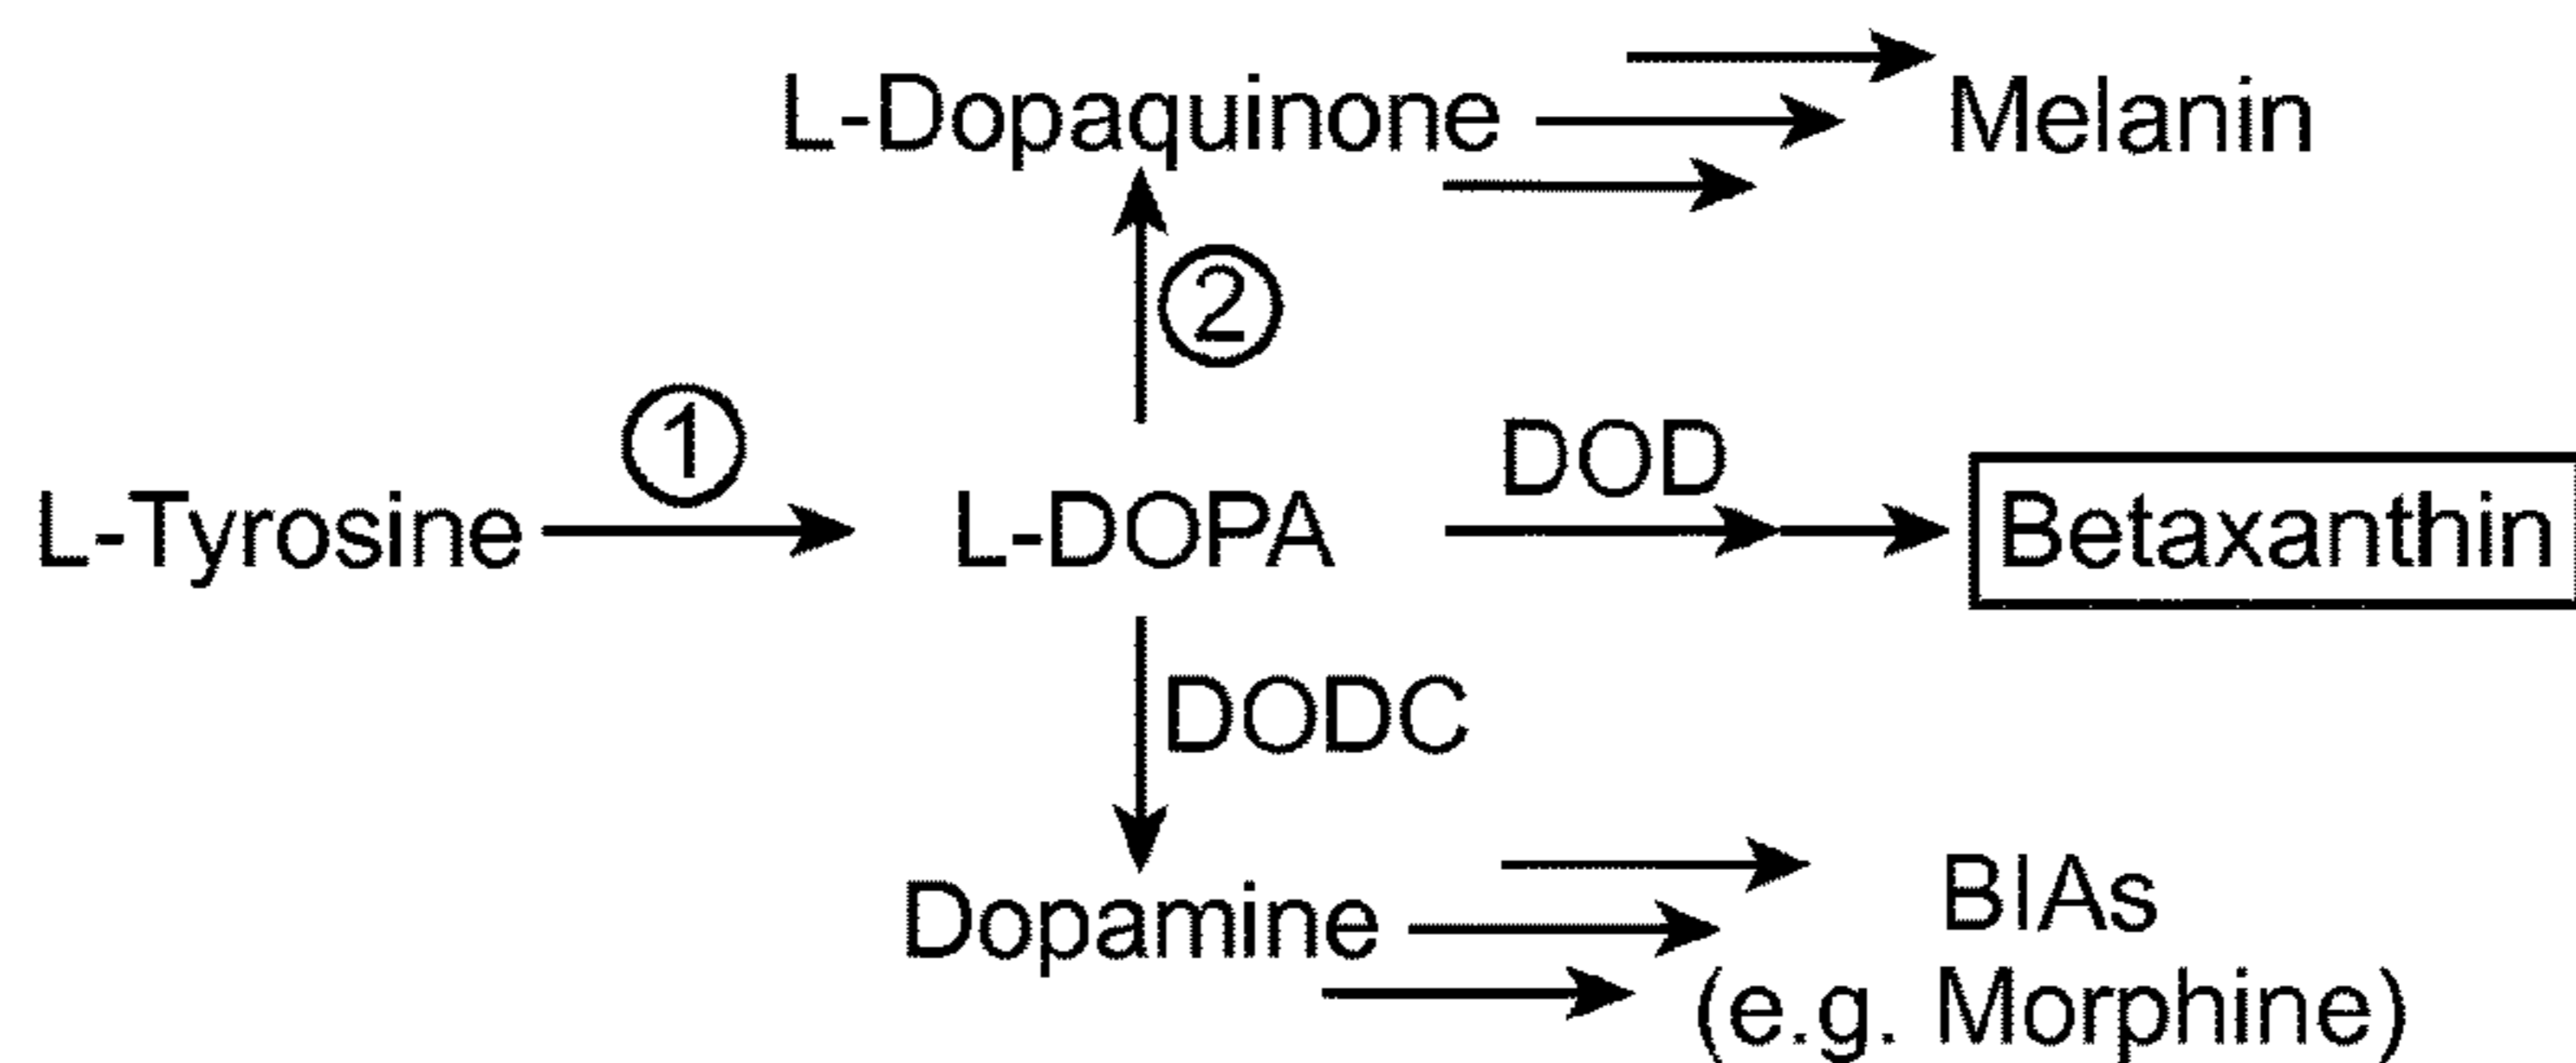 L-Dopaquinone
Melanin
②
①
L-Tyrosine
L-DOPA
DOD
Betaxanthin
DODC
Dopamine
BIAs
(e.g. Morphine)